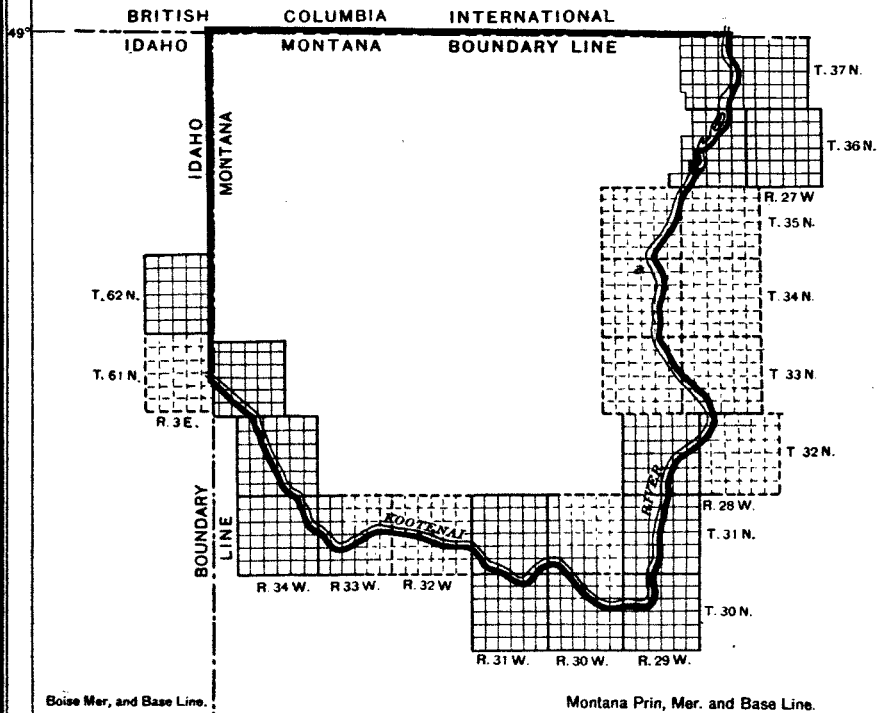 BRITISH COLUMBIA INTERNATIONAL
49°
IDAHO MONTANA BOUNDARY LINE
T. 37 N.
IDAHO
MONTANA
T. 36 N.
R. 27 W
T. 35 N.
T. 62 N.
T. 34 N.
T. 61 N.
T. 33 N.
R. 3 E.
T 32 N.
RIVER
R. 28 W.
BOUNDARY
LINE
KOOTENAI
T. 31 N.
R. 34 W. R 33 W. R. 32 W
T. 30 N.
R. 31 W. R. 30 W. R. 29 W.
Boise Mer, and Base Line.
Montana Prin, Mer. and Base Line.